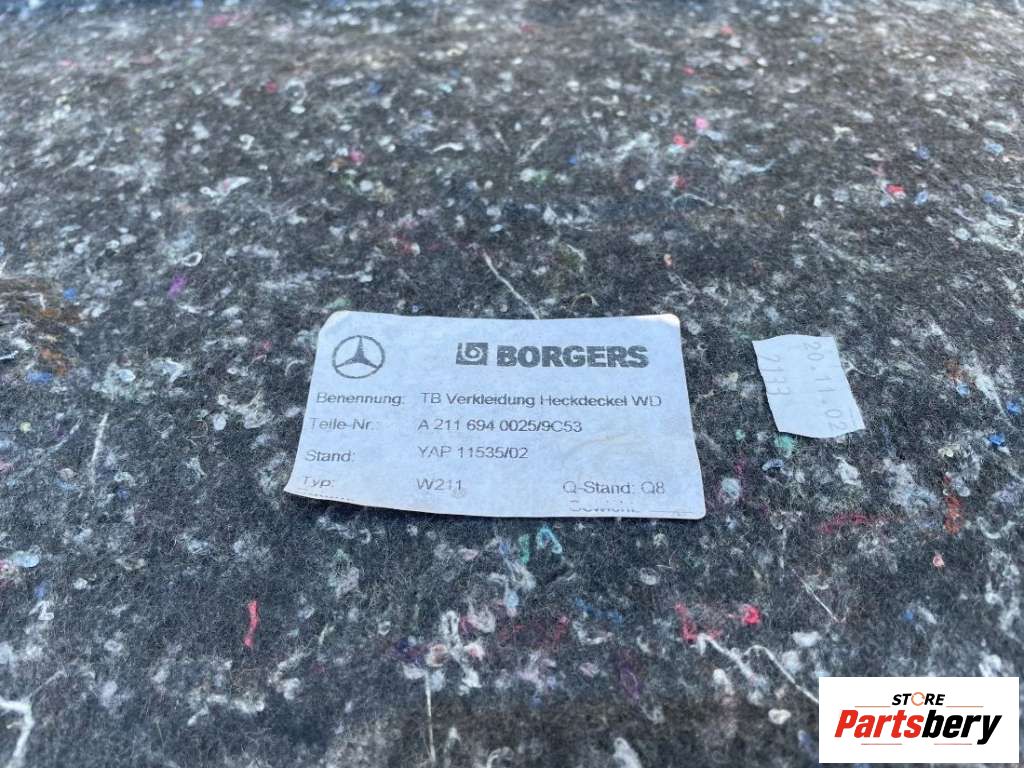 BORGERS
Benennung: TB Verkleidung Heckdeckel WD
Teile-Nr.: A 211 694 0025/9C53
Stand: YAP 11535/02
Typ: W211 Q-Stand: Q8
Gewicht:
20.11.02
2133
STORE
Partsbery